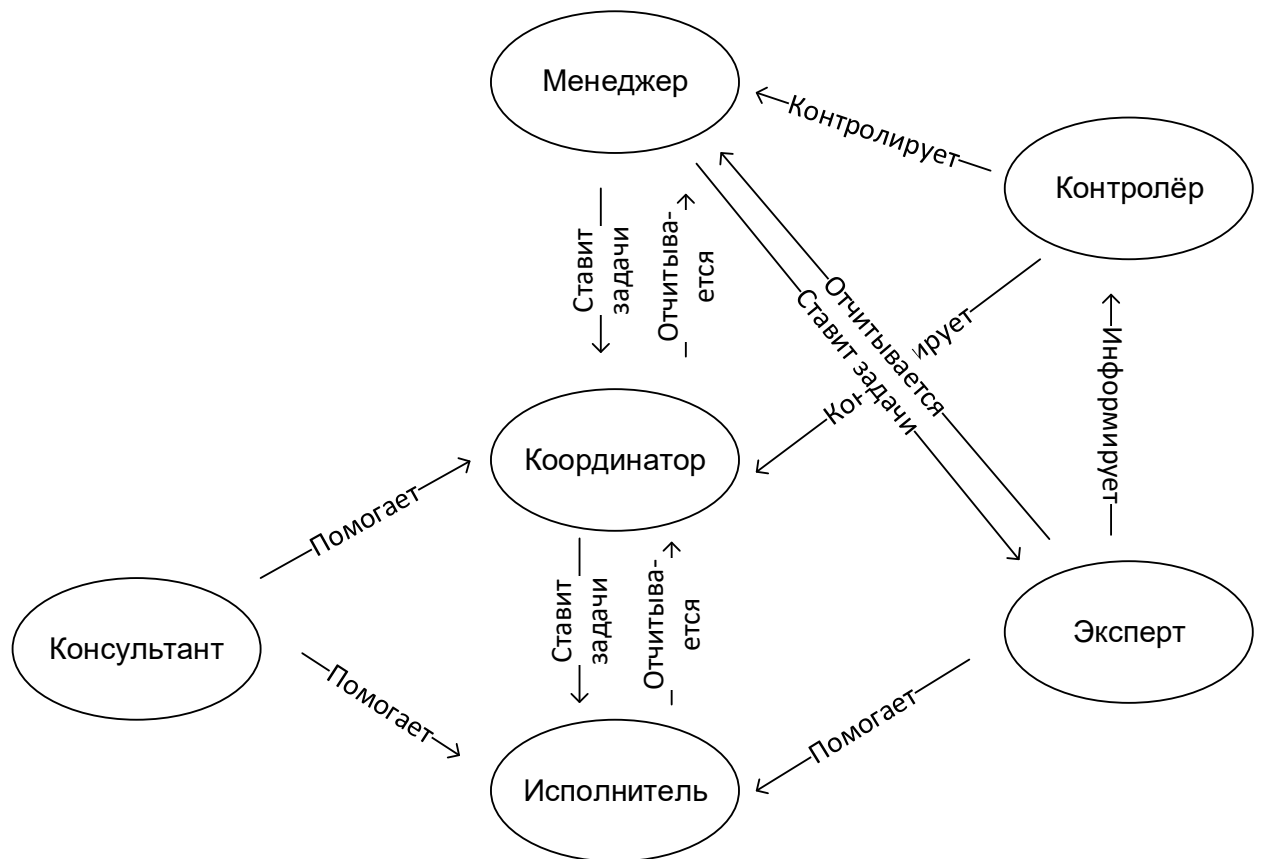 Менеджер
Контролирует
Контролёр
Ставит
задачи
Отчитыва-
ется
Отчитывается
Ставит задачи
Информирует
Координатор
Помогает
Консультант
Ставит
задачи
Отчитыва-
ется
Эксперт
Помогает
Помогает
Исполнитель